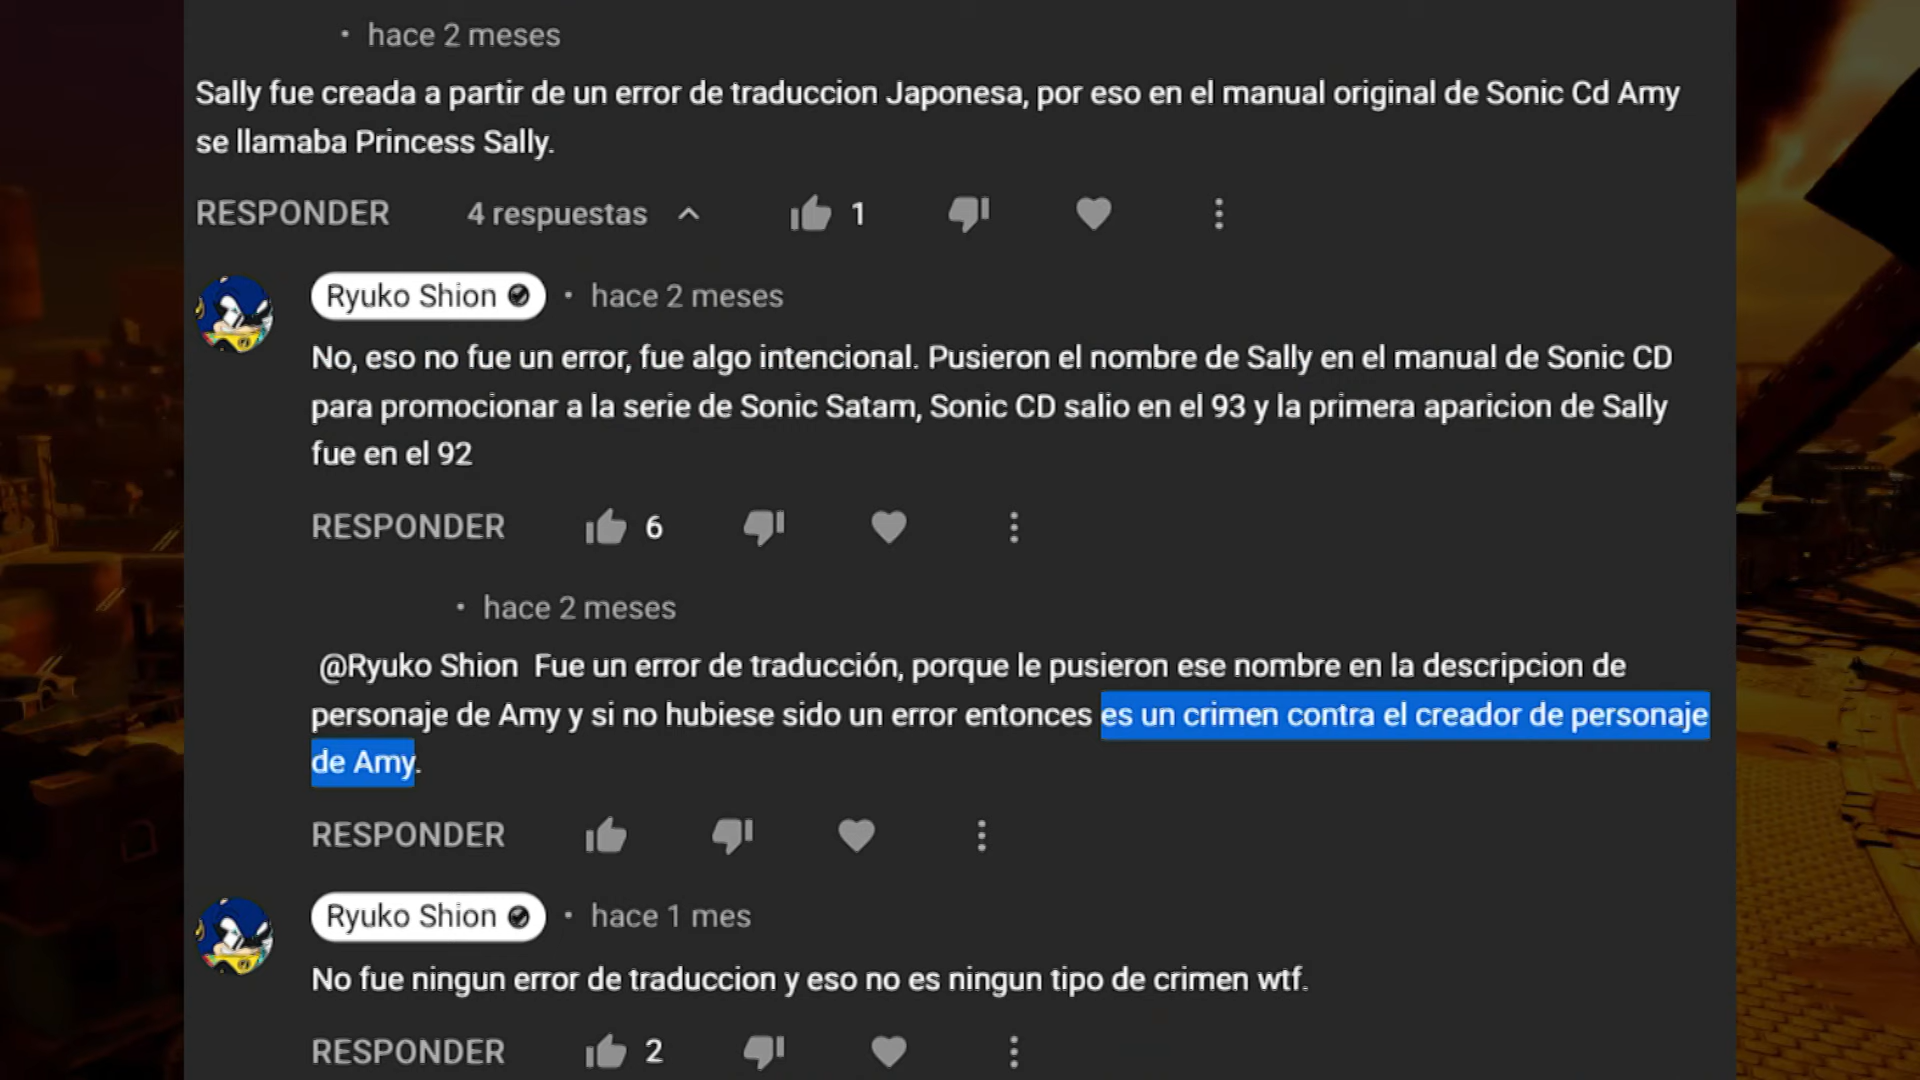 • hace 2 meses
Sally fue creada a partir de un error de traduccion Japonesa, por eso en el manual original de Sonic Cd Amy
se llamaba Princess Sally.
RESPONDER 4 respuestas 1
Ryuko Shion • hace 2 meses
No, eso no fue un error, fue algo intencional. Pusieron el nombre de Sally en el manual de Sonic CD
para promocionar a la serie de Sonic Satam, Sonic CD salio en el 93 y la primera aparicion de Sally
fue en el 92
RESPONDER 6
• hace 2 meses
@Ryuko Shion Fue un error de traducción, porque le pusieron ese nombre en la descripcion de
personaje de Amy y si no hubiese sido un error entonces es un crimen contra el creador de personaje
de Amy.
RESPONDER
Ryuko Shion • hace 1 mes
No fue ningun error de traduccion y eso no es ningun tipo de crimen wtf.
RESPONDER 2